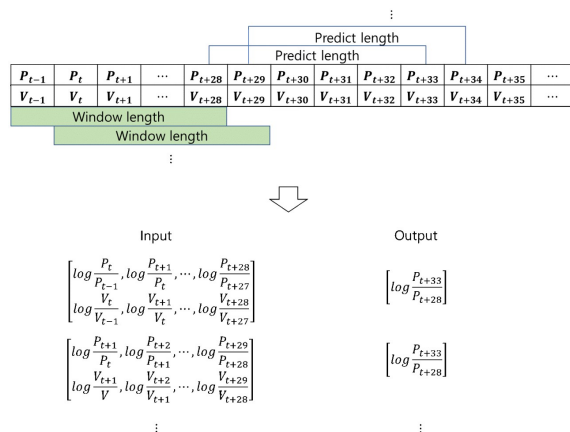 ⋮
Predict length
Predict length
P_{t−1} P_t P_{t+1} ⋯ P_{t+28} P_{t+29} P_{t+30} P_{t+31} P_{t+32} P_{t+33} P_{t+34} P_{t+35} ⋯
V_{t−1} V_t V_{t+1} ⋯ V_{t+28} V_{t+29} V_{t+30} V_{t+31} V_{t+32} V_{t+33} V_{t+34} V_{t+35} ⋯
Window length
Window length
⋮
Input Output
[log P_t/P_{t−1}, log P_{t+1}/P_t, ⋯, log P_{t+28}/P_{t+27}
log V_t/V_{t−1}, log V_{t+1}/V_t, ⋯, log V_{t+28}/V_{t+27}]
[log P_{t+33}/P_{t+28}]
[log P_{t+1}/P_t, log P_{t+2}/P_{t+1}, ⋯, log P_{t+29}/P_{t+28}
log V_{t+1}/V, log V_{t+2}/V_{t+1}, ⋯, log V_{t+29}/V_{t+28}]
[log P_{t+33}/P_{t+28}]
⋮ ⋮